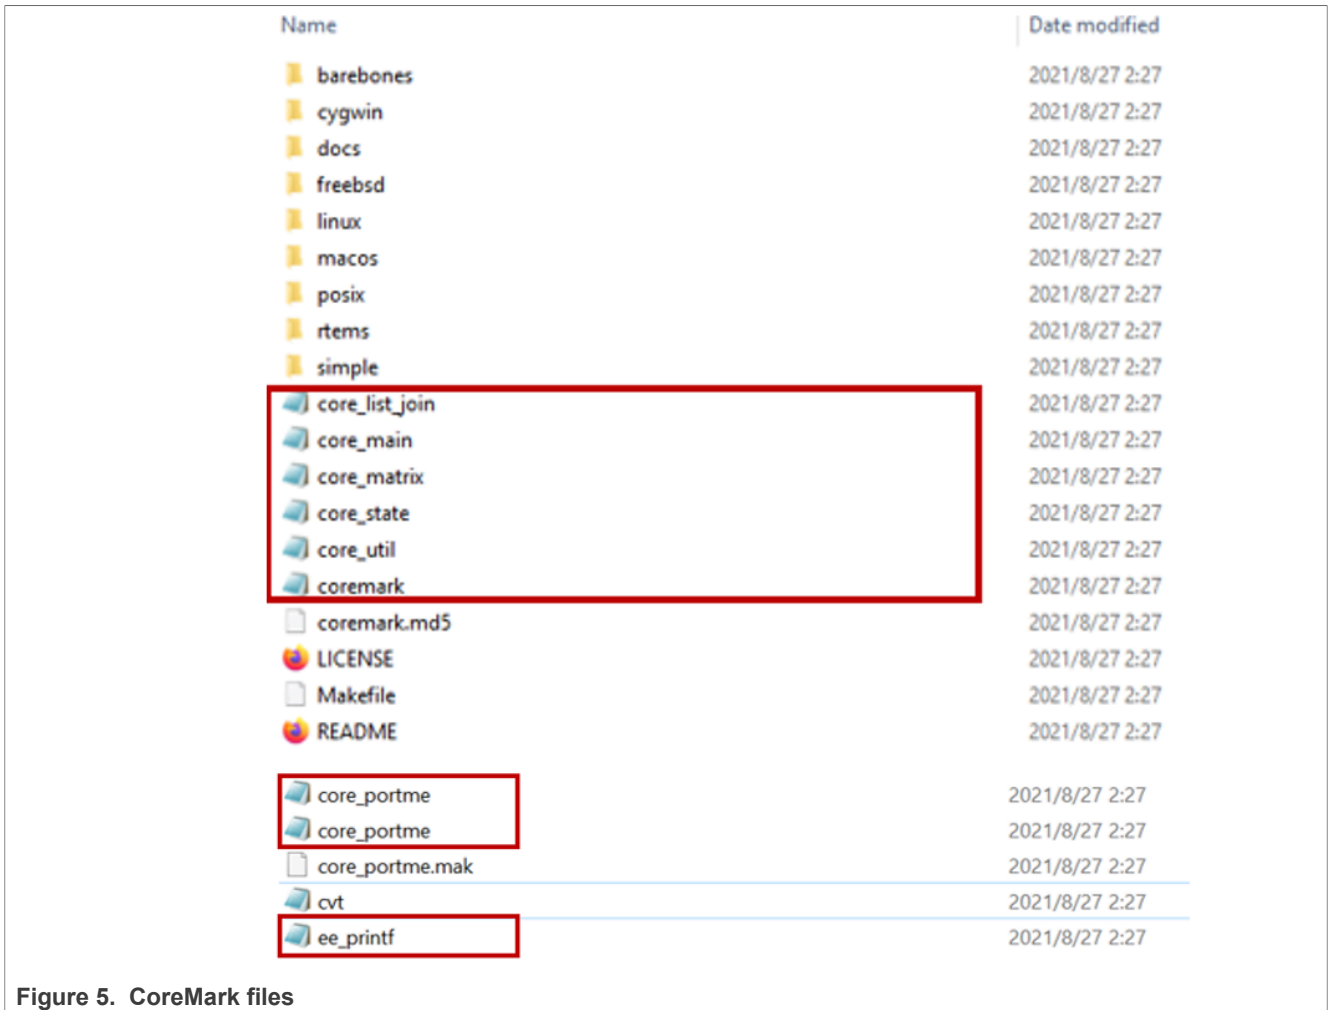 Name Date modified
barebones 2021/8/27 2:27
cygwin 2021/8/27 2:27
docs 2021/8/27 2:27
freebsd 2021/8/27 2:27
linux 2021/8/27 2:27
macos 2021/8/27 2:27
posix 2021/8/27 2:27
rtems 2021/8/27 2:27
simple 2021/8/27 2:27
core_list_join 2021/8/27 2:27
core_main 2021/8/27 2:27
core_matrix 2021/8/27 2:27
core_state 2021/8/27 2:27
core_util 2021/8/27 2:27
coremark 2021/8/27 2:27
coremark.md5 2021/8/27 2:27
LICENSE 2021/8/27 2:27
Makefile 2021/8/27 2:27
README 2021/8/27 2:27
core_portme 2021/8/27 2:27
core_portme 2021/8/27 2:27
core_portme.mak 2021/8/27 2:27
cvt 2021/8/27 2:27
ee_printf 2021/8/27 2:27
Figure 5. CoreMark files